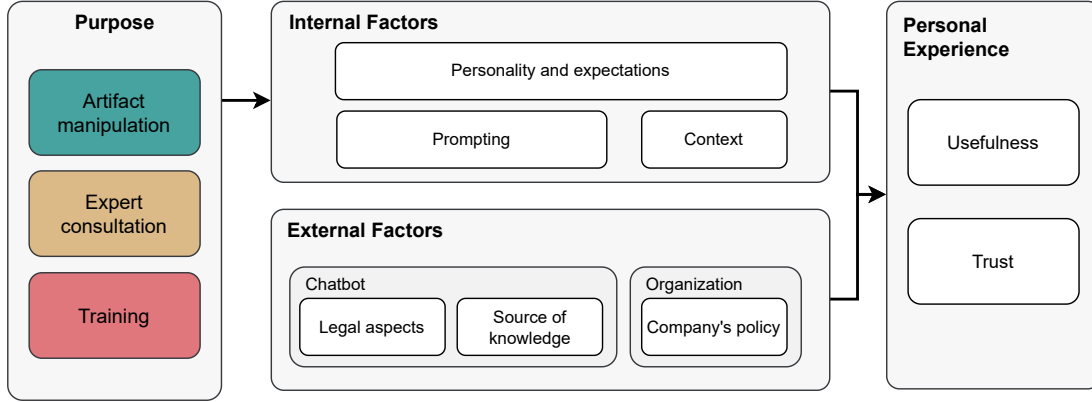 Purpose
Artifact
manipulation
Expert
consultation
Training
Internal Factors
Personality and expectations
Prompting
Context
External Factors
Chatbot
Legal aspects
Source of
knowledge
Organization
Company's policy
Personal
Experience
Usefulness
Trust